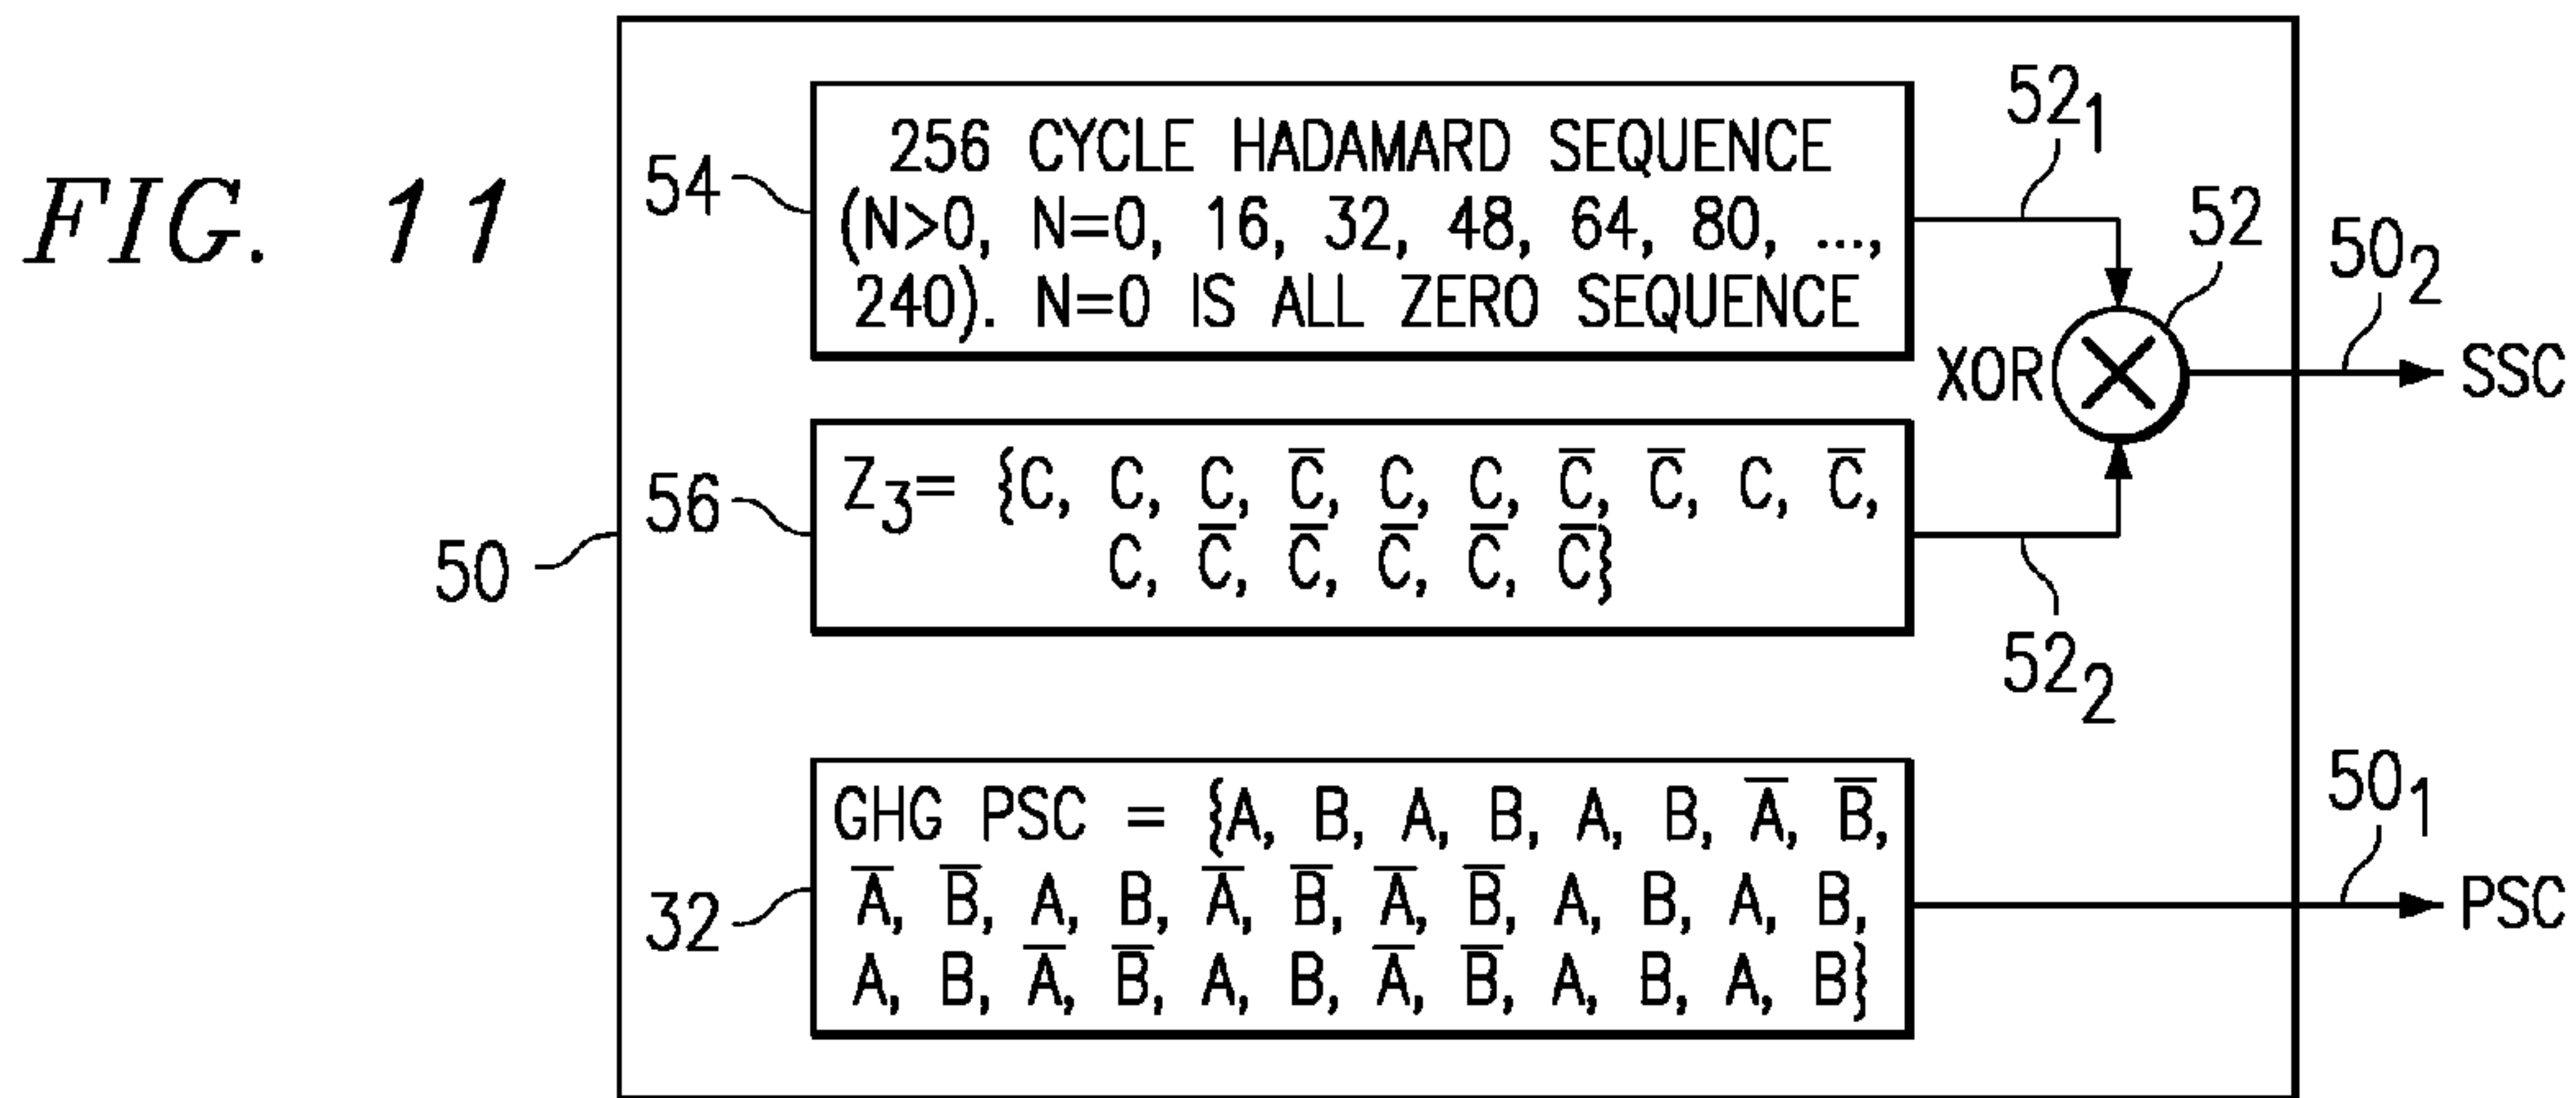 FIG. 11
54
256 CYCLE HADAMARD SEQUENCE
(N>0, N=0, 16, 32, 48, 64, 80, ...,
240). N=0 IS ALL ZERO SEQUENCE
52₁
52
50₂
XOR
SSC
50
56
Z₃= {C, C, C, C̅, C, C, C̅, C̅, C, C̅,
C, C̅, C̅, C̅, C̅, C̅}
52₂
32
GHG PSC = {A, B, A, B, A, B, A̅, B̅,
A̅, B̅, A, B, A̅, B̅, A̅, B̅, A, B, A, B,
A, B, A̅, B̅, A, B, A̅, B̅, A, B, A, B}
50₁
PSC